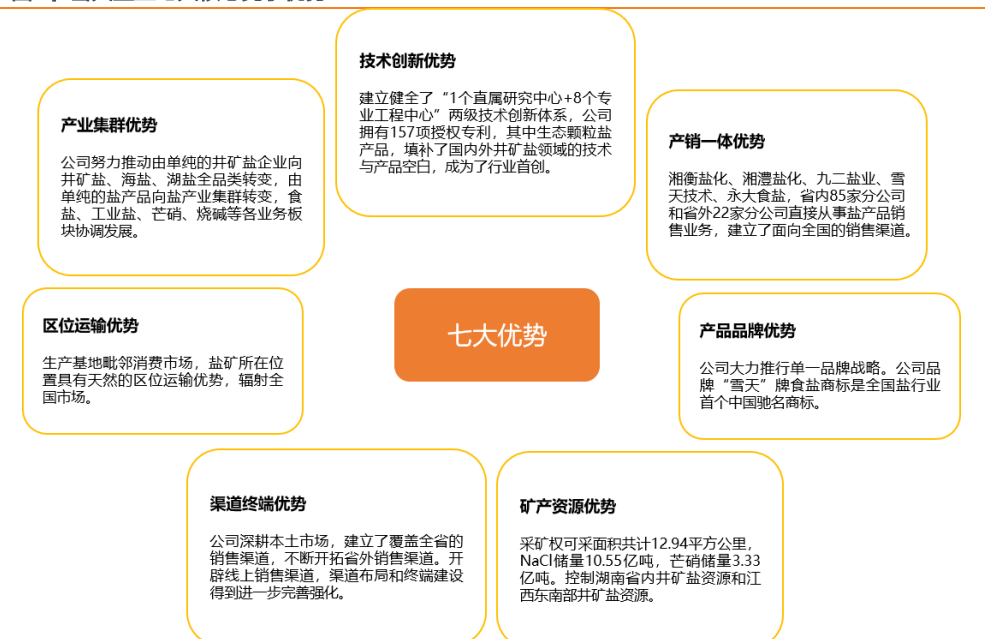 技术创新优势
建立健全了“1个直属研究中心+8个专
业工程中心”两级技术创新体系，公司
拥有157项授权专利，其中生态颗粒盐
产品，填补了国内外井矿盐领域的技术
与产品空白，成为了行业首创。
产业集群优势
公司努力推动由单纯的井矿盐企业向
井矿盐、海盐、湖盐全品类转变，由
单纯的盐产品向盐产业集群转变，食
盐、工业盐、芒硝、烧碱等各业务板
块协调发展。
产销一体优势
湘衡盐化、湘澧盐化、九二盐业、雪
天技术、永大食盐，省内85家分公司
和省外22家分公司直接从事盐产品销
售业务，建立了面向全国的销售渠道。
区位运输优势
生产基地毗邻消费市场，盐矿所在位
置具有天然的区位运输优势，辐射全
国市场。
七大优势
产品品牌优势
公司大力推行单一品牌战略。公司品
牌“雪天”牌食盐商标是全国盐行业
首个中国驰名商标。
渠道终端优势
公司深耕本土市场，建立了覆盖全省的
销售渠道，不断开拓省外销售渠道。开
辟线上销售渠道，渠道布局和终端建设
得到进一步完善强化。
矿产资源优势
采矿权可采面积共计12.94平方公里，
NaCl储量10.55亿吨，芒硝储量3.33
亿吨。控制湖南省内井矿盐资源和江
西东南部井矿盐资源。